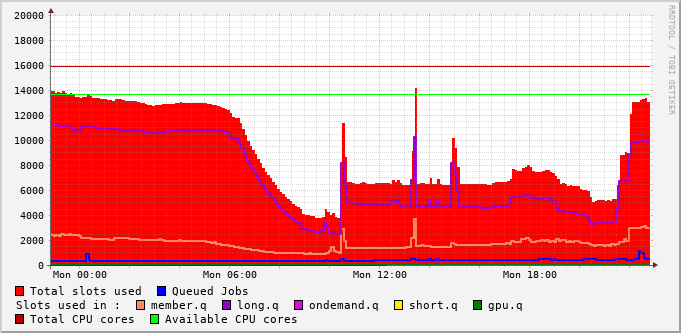 20000
18000
16000
14000
12000
10000
8000
6000
4000
2000
0
Mon 00:00 Mon 06:00 Mon 12:00 Mon 18:00
RRDTOOL / TOBI OETIKER
Total slots used Queued Jobs
Slots used in : member.q long.q ondemand.q short.q gpu.q
Total CPU cores Available CPU cores